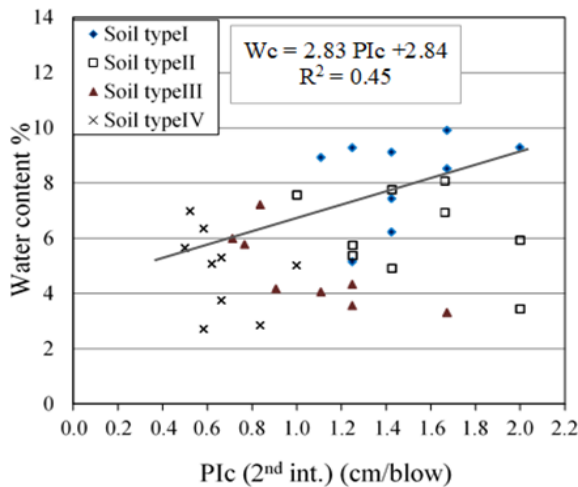 14
12
10
8
6
4
2
0
Water content %
Soil typeI
Soil typeII
Soil typeIII
Soil typeIV
Wc = 2.83 PIc +2.84
R² = 0.45
0.0 0.2 0.4 0.6 0.8 1.0 1.2 1.4 1.6 1.8 2.0 2.2
PIc (2nd int.) (cm/blow)